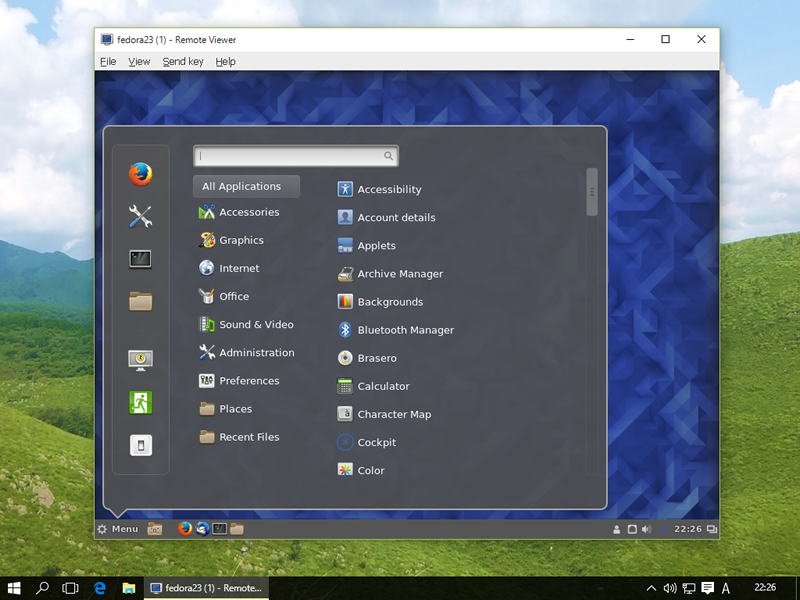 fedora23 (1) - Remote Viewer
File View Send key Help
All Applications
Accessories
Graphics
Internet
Office
Sound & Video
Administration
Preferences
Places
Recent Files
Accessibility
Account details
Applets
Archive Manager
Backgrounds
Bluetooth Manager
Brasero
Calculator
Character Map
Cockpit
Color
Menu
22:26
fedora23 (1) - Remote...
A
22:26